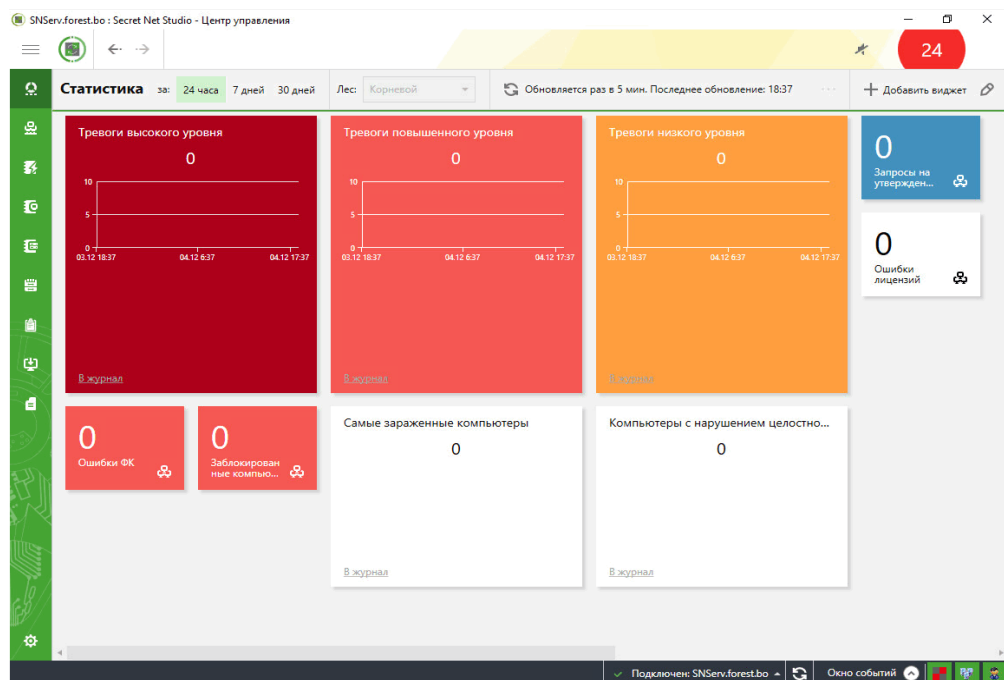 SNServ.forest.bo : Secret Net Studio - Центр управления
24
Статистика за: 24 часа 7 дней 30 дней Лес: Корневой Обновляется раз в 5 мин. Последнее обновление: 18:37 ... Добавить виджет
Тревоги высокого уровня
0
10
5
0
03.12 18:37 04.12 6:37 04.12 17:37
В журнал
Тревоги повышенного уровня
0
10
5
0
03.12 18:37 04.12 6:37 04.12 17:37
В журнал
Тревоги низкого уровня
0
10
5
0
03.12 18:37 04.12 6:37 04.12 17:37
В журнал
0
Запросы на
утвержден...
0
Ошибки
лицензий
0
Ошибки ФК
0
Заблокирован
ные компью...
Самые зараженные компьютеры
0
В журнал
Компьютеры с нарушением целостно...
0
В журнал
Подключен: SNServ.forest.bo Окно событий